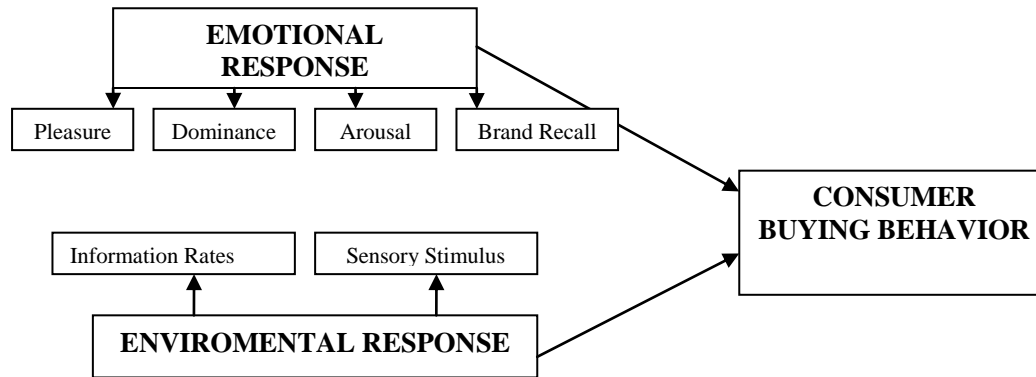 EMOTIONAL
RESPONSE
Pleasure
Dominance
Arousal
Brand Recall
CONSUMER
BUYING BEHAVIOR
Information Rates
Sensory Stimulus
ENVIROMENTAL RESPONSE